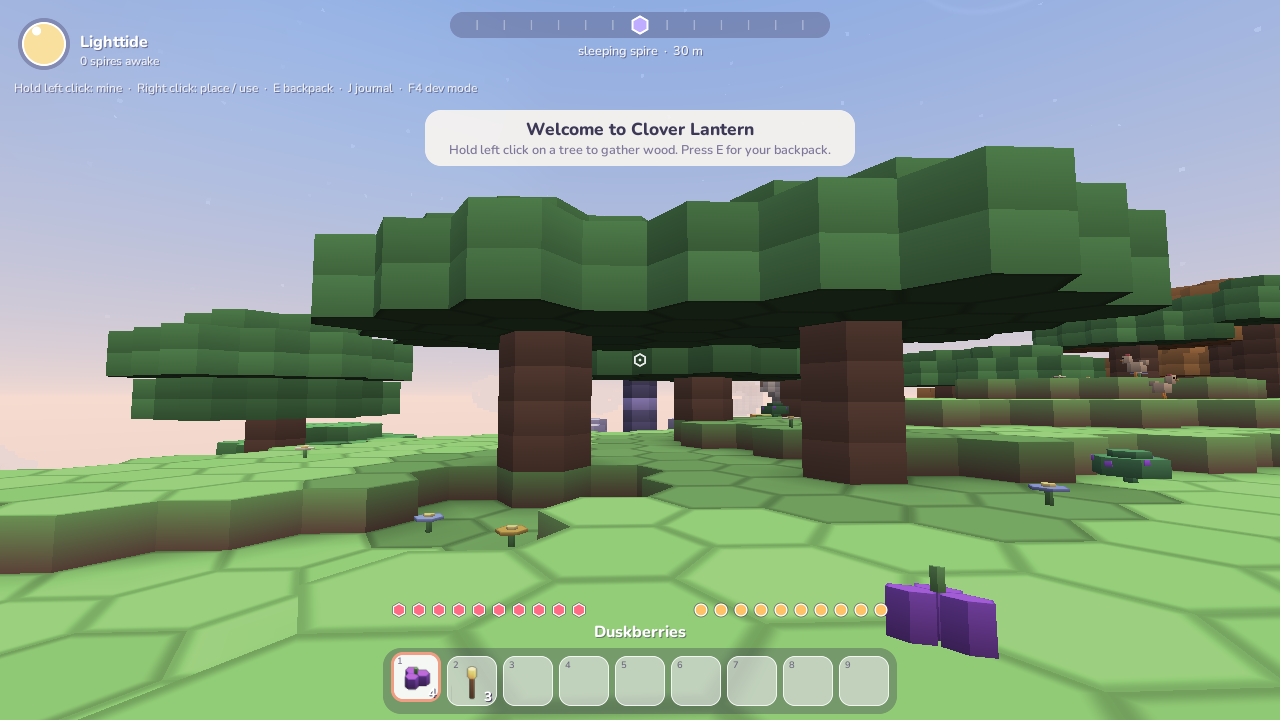 Lighttide
0 spires awake
sleeping spire · 30 m
Hold left click: mine · Right click: place / use · E backpack · J journal · F4 dev mode
Welcome to Clover Lantern
Hold left click on a tree to gather wood. Press E for your backpack.
Duskberries
1 2 3 4 5 6 7 8 9
4 3